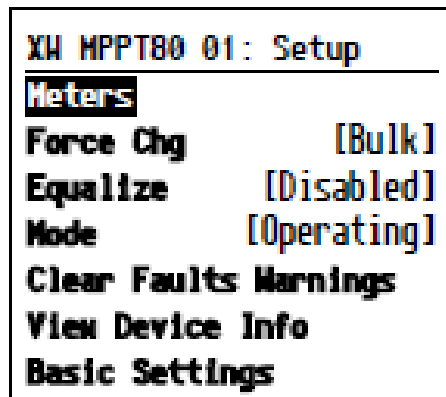 XW MPPT80 01: Setup
Meters
Force Chg [Bulk]
Equalize [Disabled]
Mode [Operating]
Clear Faults Warnings
View Device Info
Basic Settings